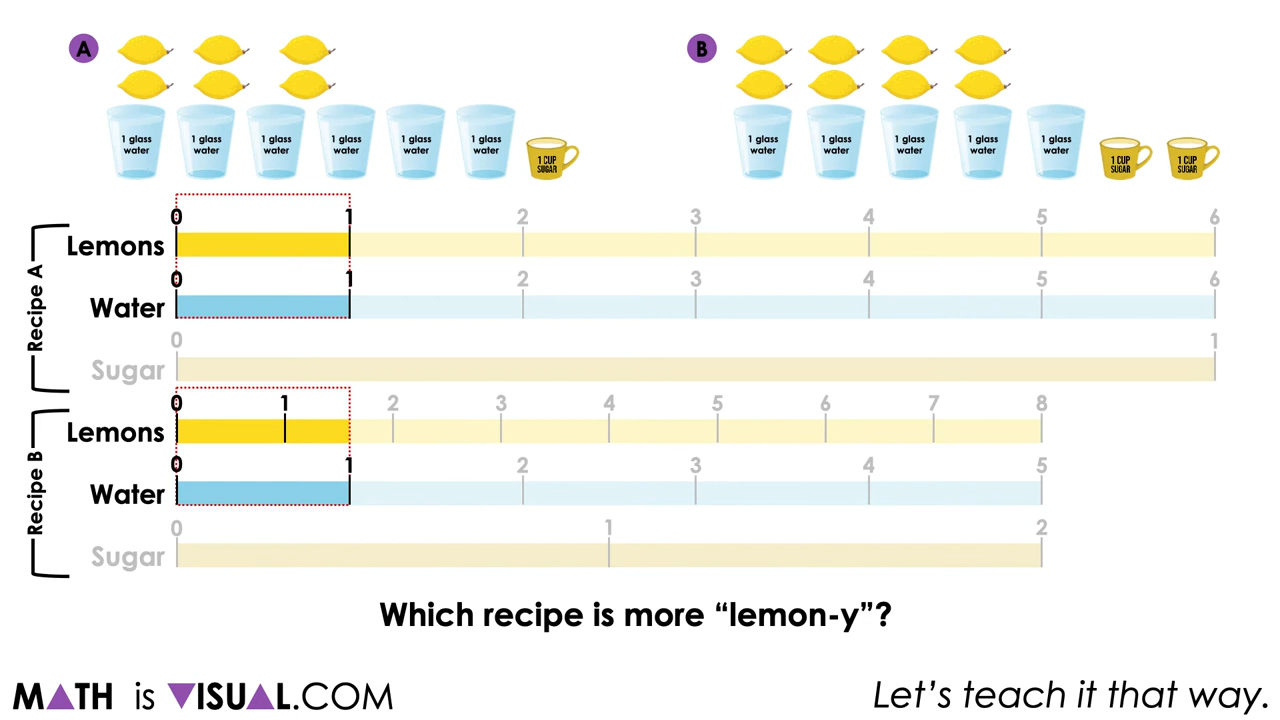 A
B
1 glass water 1 glass water 1 glass water 1 glass water 1 glass water 1 glass water 1 CUP SUGAR
1 glass water 1 glass water 1 glass water 1 glass water 1 glass water 1 CUP SUGAR 1 CUP SUGAR
Recipe A
0 1 2 3 4 5 6
Lemons
0 1 2 3 4 5 6
Water
0 1
Sugar
Recipe B
0 1 2 3 4 5 6 7 8
Lemons
0 1 2 3 4 5
Water
0 1 2
Sugar
Which recipe is more “lemon-y”?
MATH is VISUAL.COM
Let’s teach it that way.